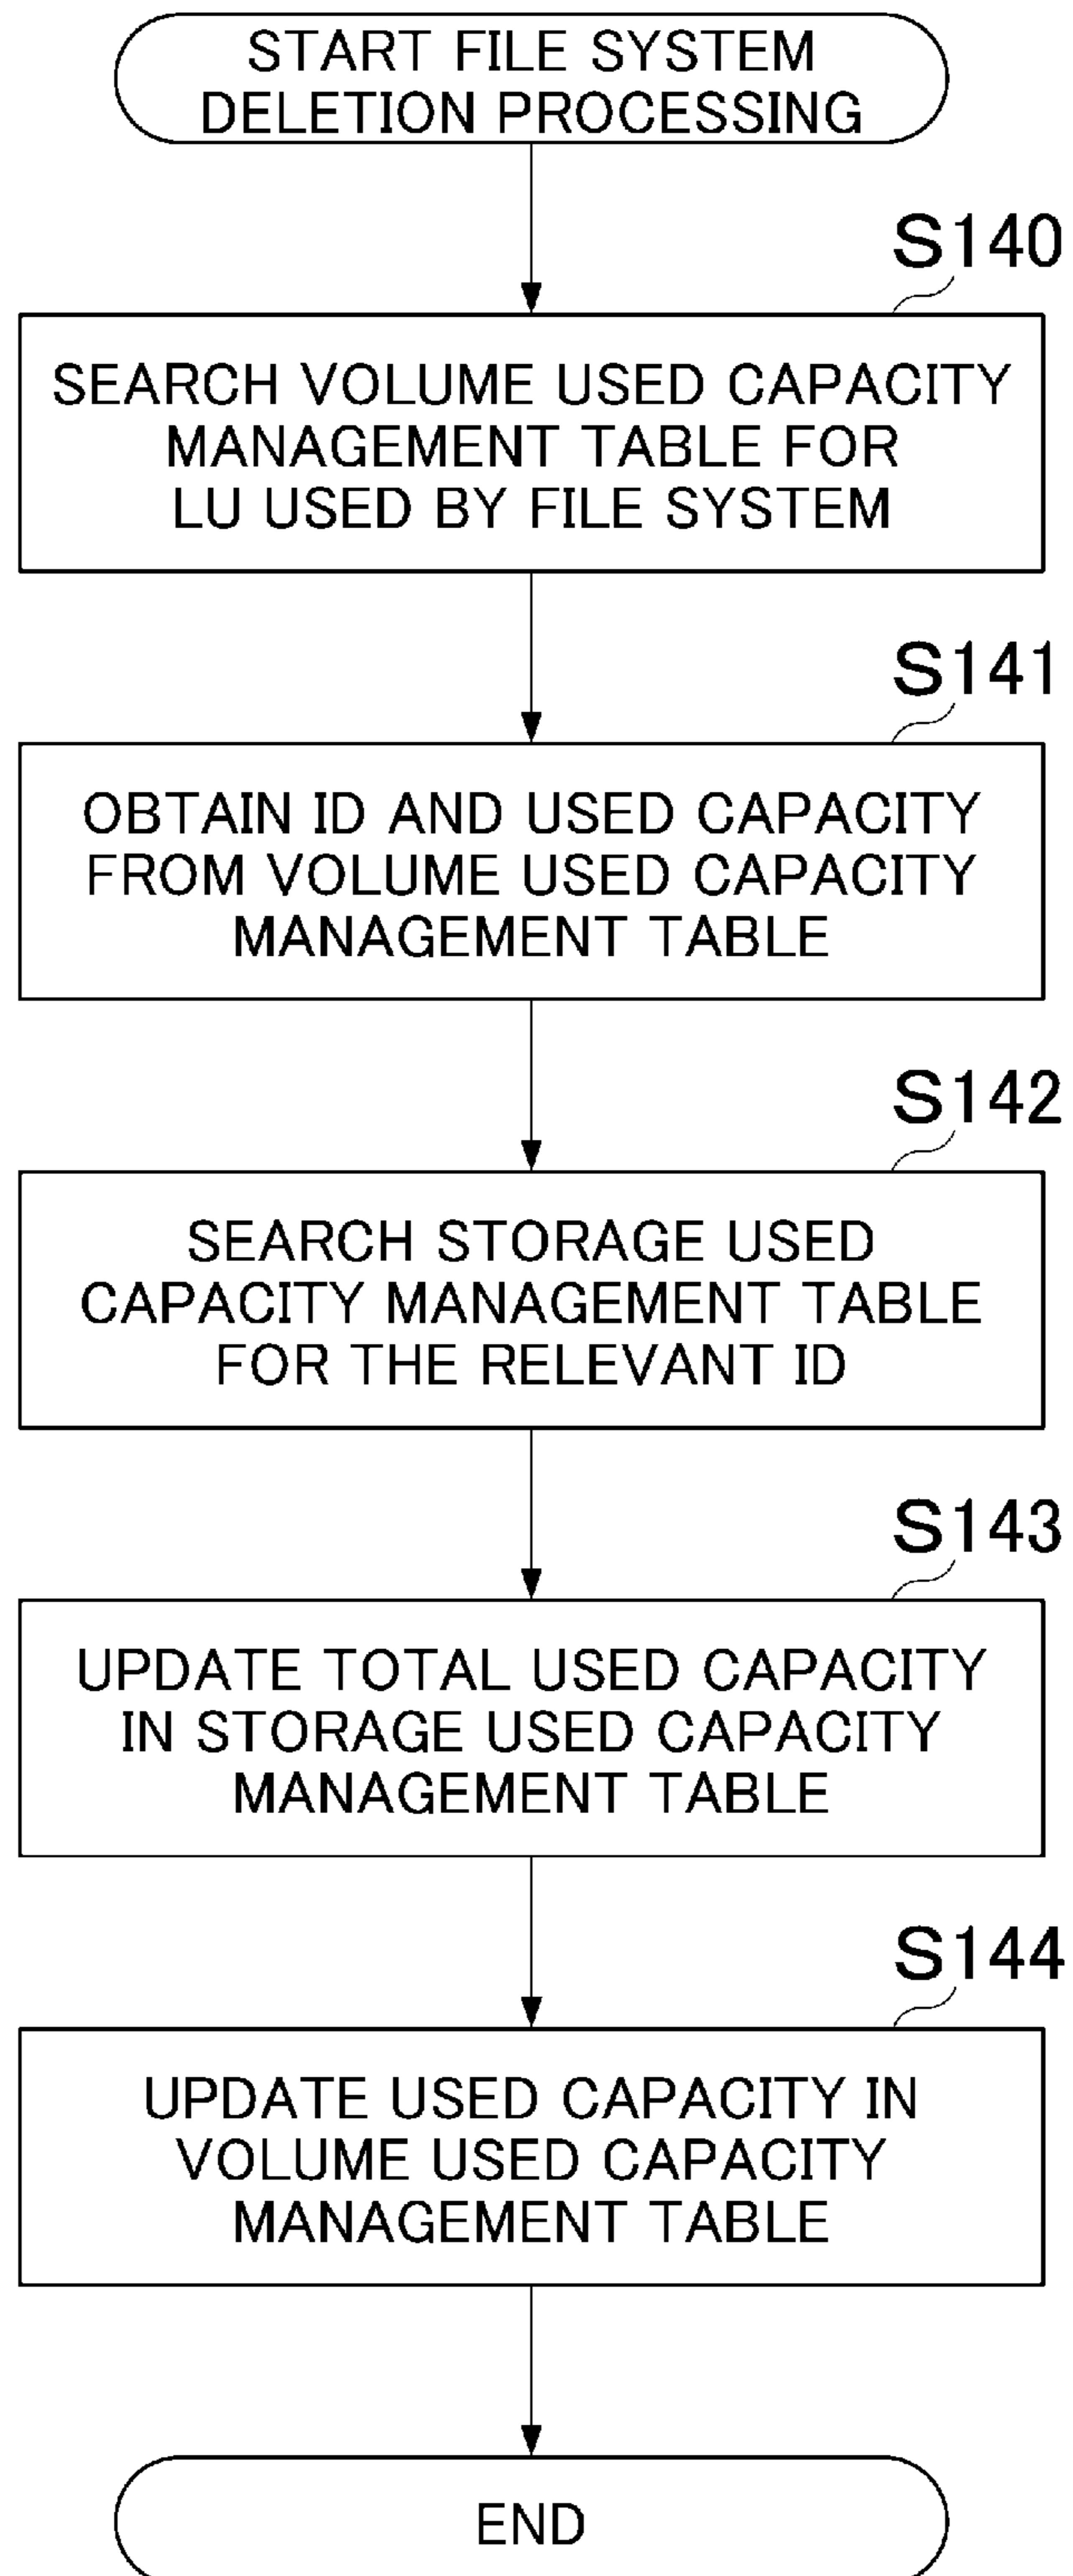 START FILE SYSTEM
DELETION PROCESSING
S140
SEARCH VOLUME USED CAPACITY
MANAGEMENT TABLE FOR
LU USED BY FILE SYSTEM
S141
OBTAIN ID AND USED CAPACITY
FROM VOLUME USED CAPACITY
MANAGEMENT TABLE
S142
SEARCH STORAGE USED
CAPACITY MANAGEMENT TABLE
FOR THE RELEVANT ID
S143
UPDATE TOTAL USED CAPACITY
IN STORAGE USED CAPACITY
MANAGEMENT TABLE
S144
UPDATE USED CAPACITY IN
VOLUME USED CAPACITY
MANAGEMENT TABLE
END